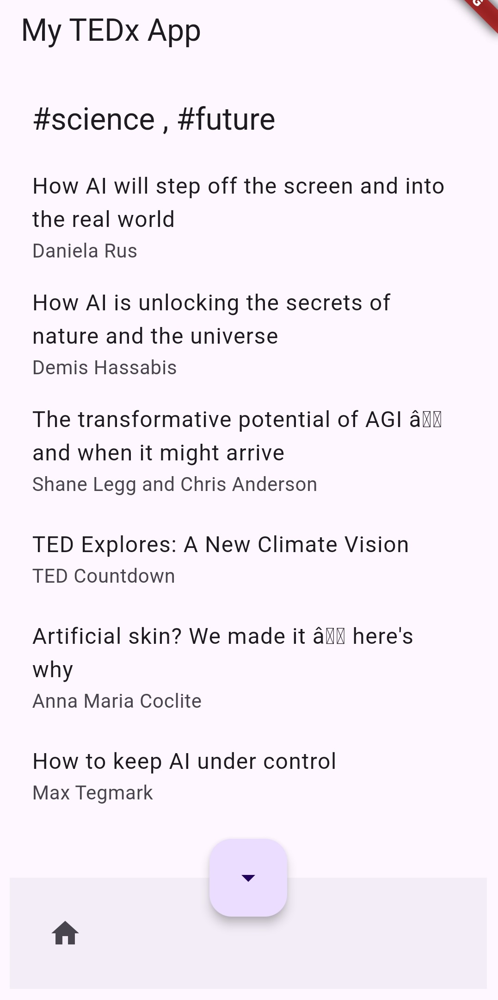 My TEDx App
#science , #future
How AI will step off the screen and into
the real world
Daniela Rus
How AI is unlocking the secrets of
nature and the universe
Demis Hassabis
The transformative potential of AGI â
and when it might arrive
Shane Legg and Chris Anderson
TED Explores: A New Climate Vision
TED Countdown
Artificial skin? We made it â here's
why
Anna Maria Coclite
How to keep AI under control
Max Tegmark